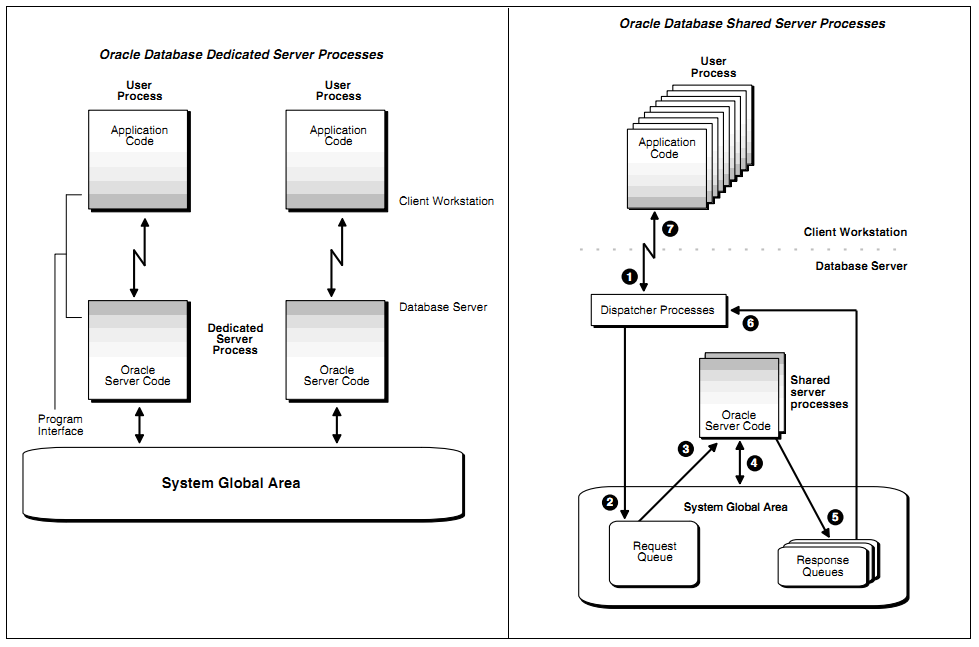 Oracle Database Dedicated Server Processes
User
Process
User
Process
Application
Code
Application
Code
Client Workstation
Database Server
Dedicated
Server
Process
Oracle
Server Code
Oracle
Server Code
Program
Interface
System Global Area
Oracle Database Shared Server Processes
User
Process
Application
Code
7
Client Workstation
Database Server
1
Dispatcher Processes
6
Shared
server
processes
Oracle
Server Code
3
4
2
System Global Area
5
Request
Queue
Response
Queues